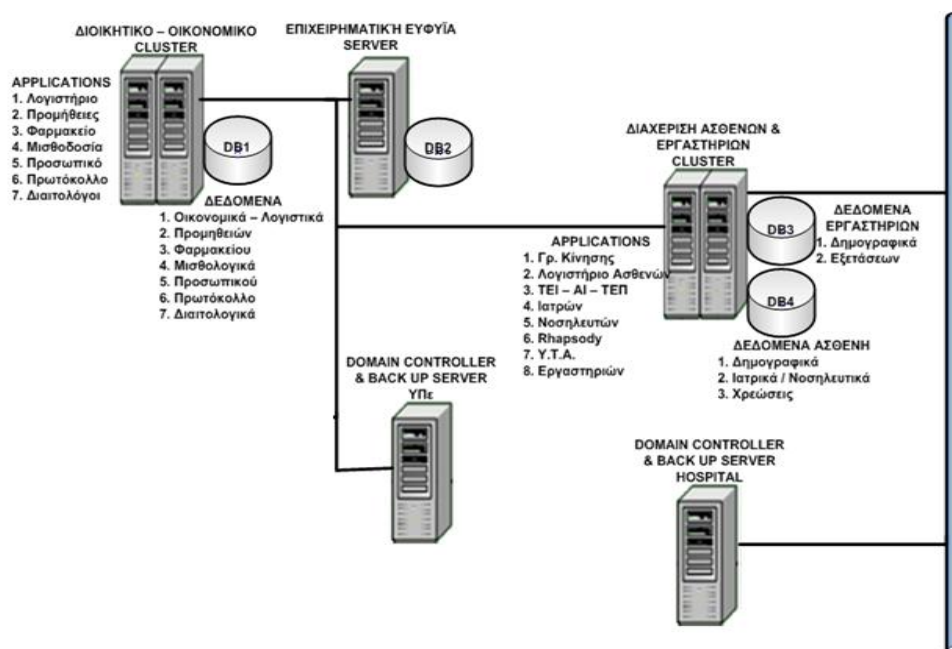 ΔΙΟΙΚΗΤΙΚΟ – ΟΙΚΟΝΟΜΙΚΟ
CLUSTER
APPLICATIONS
1. Λογιστήριο
2. Προμήθειες
3. Φαρμακείο
4. Μισθοδοσία
5. Προσωπικό
6. Πρωτόκολλο
7. Διαιτολόγοι
DB1
ΔΕΔΟΜΕΝΑ
1. Οικονομικά – Λογιστικά
2. Προμηθειών
3. Φαρμακείου
4. Μισθολογικά
5. Προσωπικού
6. Πρωτόκολλο
7. Διαιτολογικά
ΕΠΙΧΕΙΡΗΜΑΤΙΚΉ ΕΥΦΥΪΑ
SERVER
DB2
ΔΙΑΧΕΡΙΣΗ ΑΣΘΕΝΩΝ &
ΕΡΓΑΣΤΗΡΙΩΝ
CLUSTER
APPLICATIONS
1. Γρ. Κίνησης
2. Λογιστήριο Ασθενών
3. ΤΕΙ – ΑΙ – ΤΕΠ
4. Ιατρών
5. Νοσηλευτών
6. Rhapsody
7. Υ.Τ.Α.
8. Εργαστηριών
DB3
ΔΕΔΟΜΕΝΑ
ΕΡΓΑΣΤΗΡΙΩΝ
1. Δημογραφικά
2. Εξετάσεων
DB4
ΔΕΔΟΜΕΝΑ ΑΣΘΕΝΗ
1. Δημογραφικά
2. Ιατρικά / Νοσηλευτικά
3. Χρεώσεις
DOMAIN CONTROLLER
& BACK UP SERVER
ΥΠε
DOMAIN CONTROLLER
& BACK UP SERVER
HOSPITAL